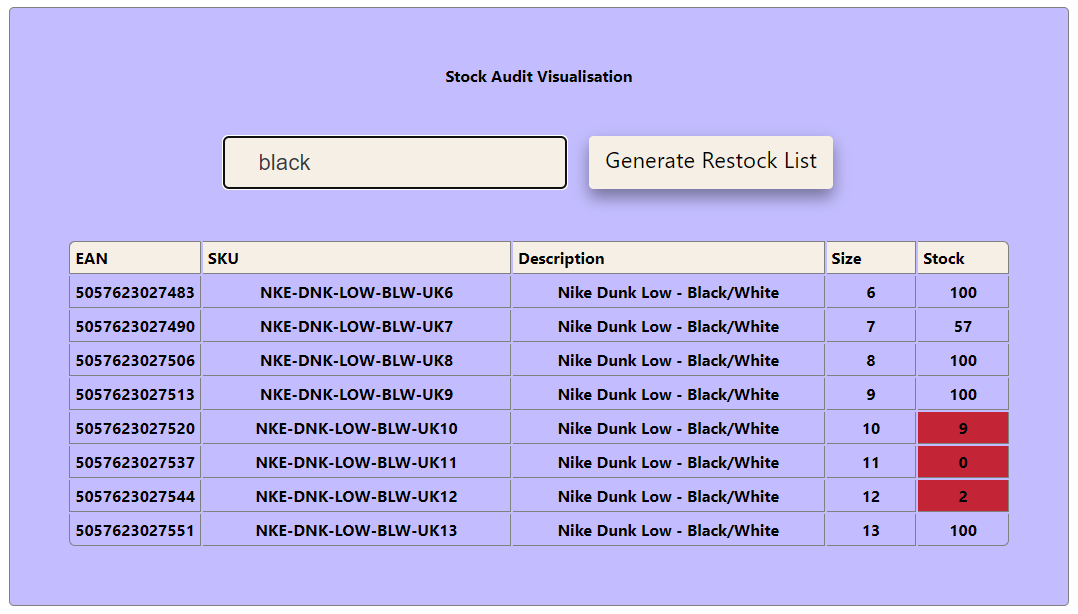 Stock Audit Visualisation
black
Generate Restock List
EAN SKU Description Size Stock
5057623027483 NKE-DNK-LOW-BLW-UK6 Nike Dunk Low - Black/White 6 100
5057623027490 NKE-DNK-LOW-BLW-UK7 Nike Dunk Low - Black/White 7 57
5057623027506 NKE-DNK-LOW-BLW-UK8 Nike Dunk Low - Black/White 8 100
5057623027513 NKE-DNK-LOW-BLW-UK9 Nike Dunk Low - Black/White 9 100
5057623027520 NKE-DNK-LOW-BLW-UK10 Nike Dunk Low - Black/White 10 9
5057623027537 NKE-DNK-LOW-BLW-UK11 Nike Dunk Low - Black/White 11 0
5057623027544 NKE-DNK-LOW-BLW-UK12 Nike Dunk Low - Black/White 12 2
5057623027551 NKE-DNK-LOW-BLW-UK13 Nike Dunk Low - Black/White 13 100